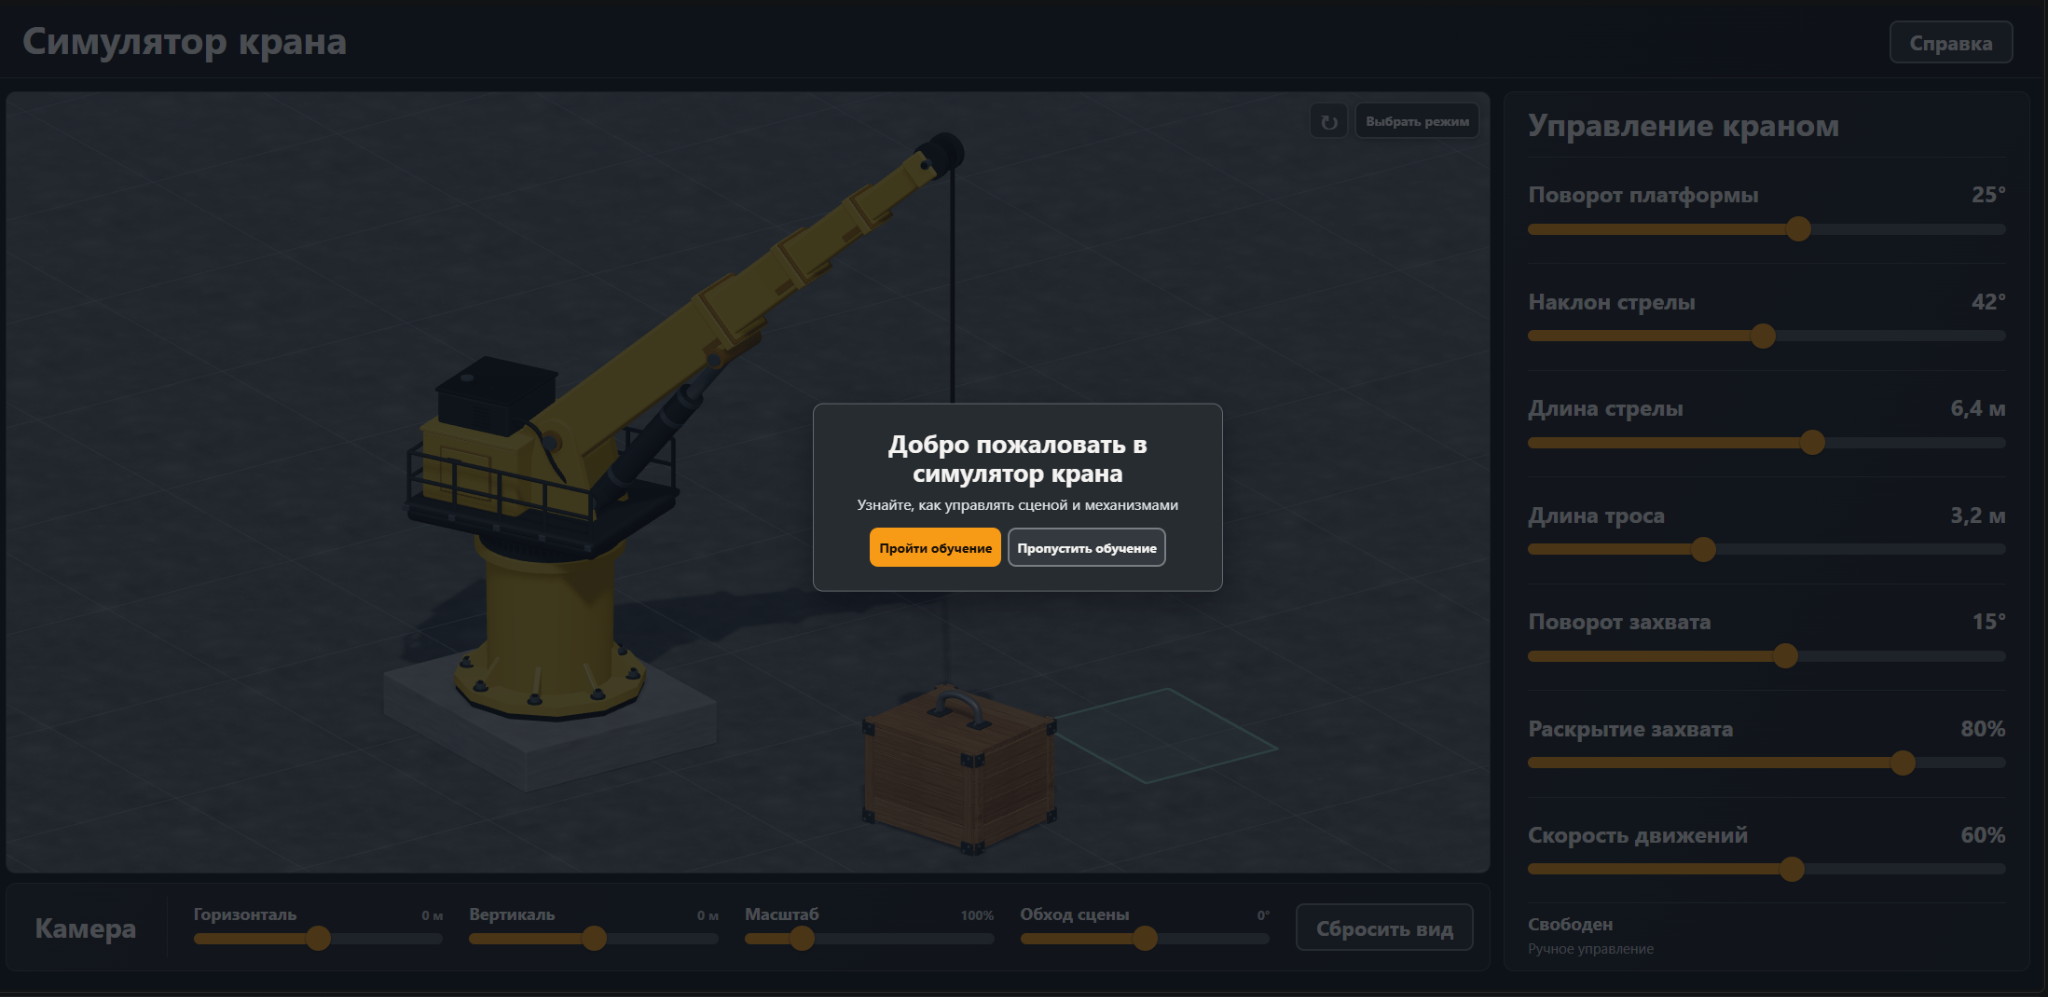 Симулятор крана
Справка
Выбрать режим
Управление краном
Поворот платформы 25°
Наклон стрелы 42°
Длина стрелы 6,4 м
Длина троса 3,2 м
Поворот захвата 15°
Раскрытие захвата 80%
Скорость движений 60%
Свободен
Ручное управление
Добро пожаловать в
симулятор крана
Узнайте, как управлять сценой и механизмами
Пройти обучение
Пропустить обучение
Камера
Горизонталь 0 м
Вертикаль 0 м
Масштаб 100%
Обход сцены 0°
Сбросить вид